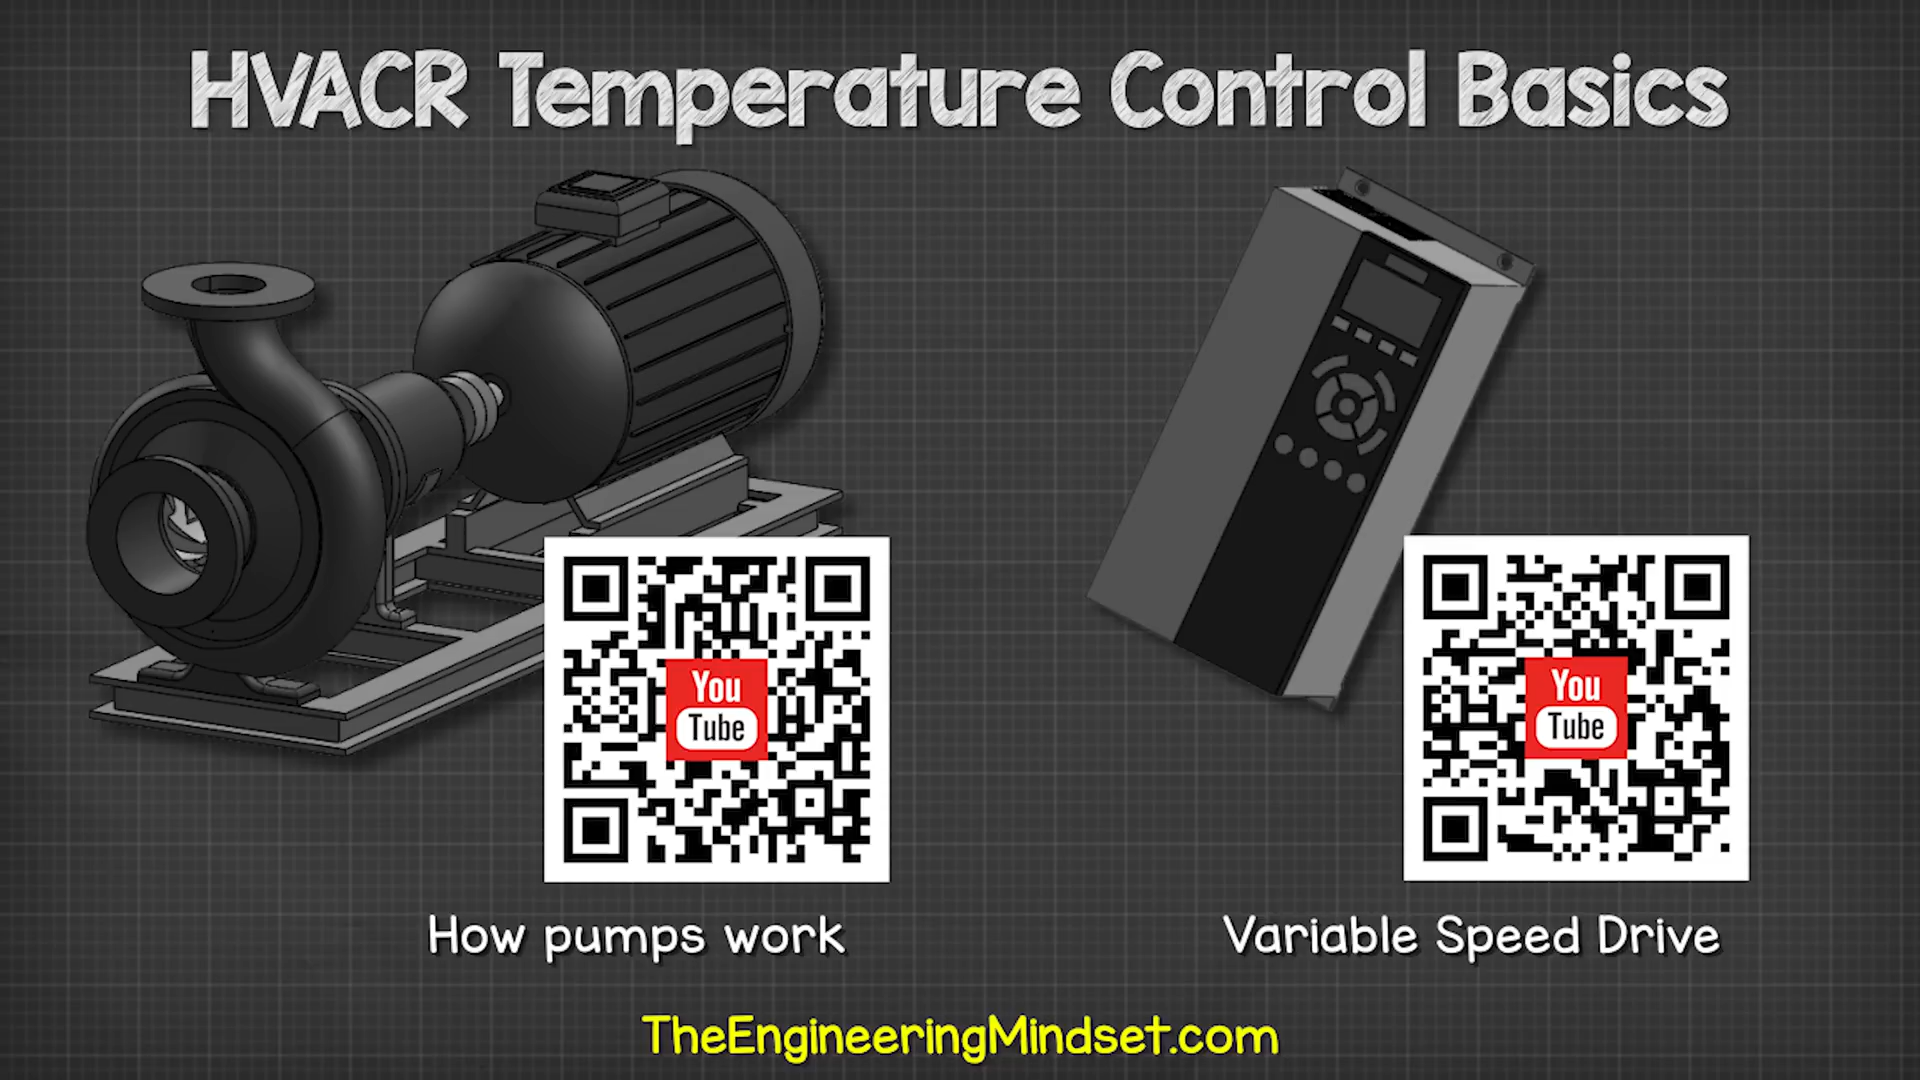 HVACR Temperature Control Basics
You
Tube
You
Tube
How pumps work
Variable Speed Drive
TheEngineeringMindset.com